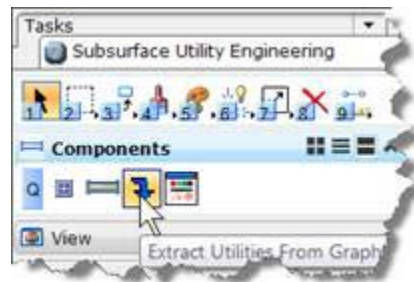 Tasks
Subsurface Utility Engineering
1 2 3 4 5 6 7 8 9
Components
Q
View
Extract Utilities From Graph